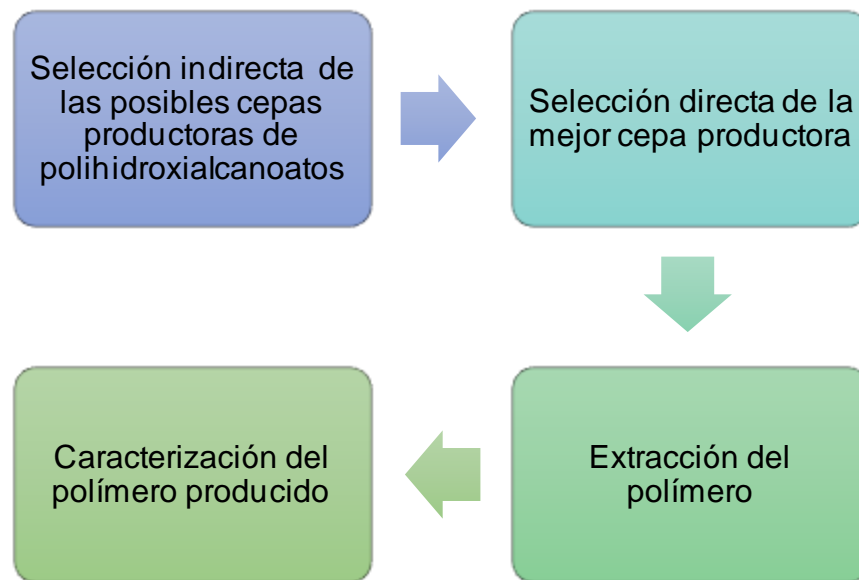 Selección indirecta de
las posibles cepas
productoras de
polihidroxialcanoatos
Selección directa de la
mejor cepa productora
Extracción del
polímero
Caracterización del
polímero producido